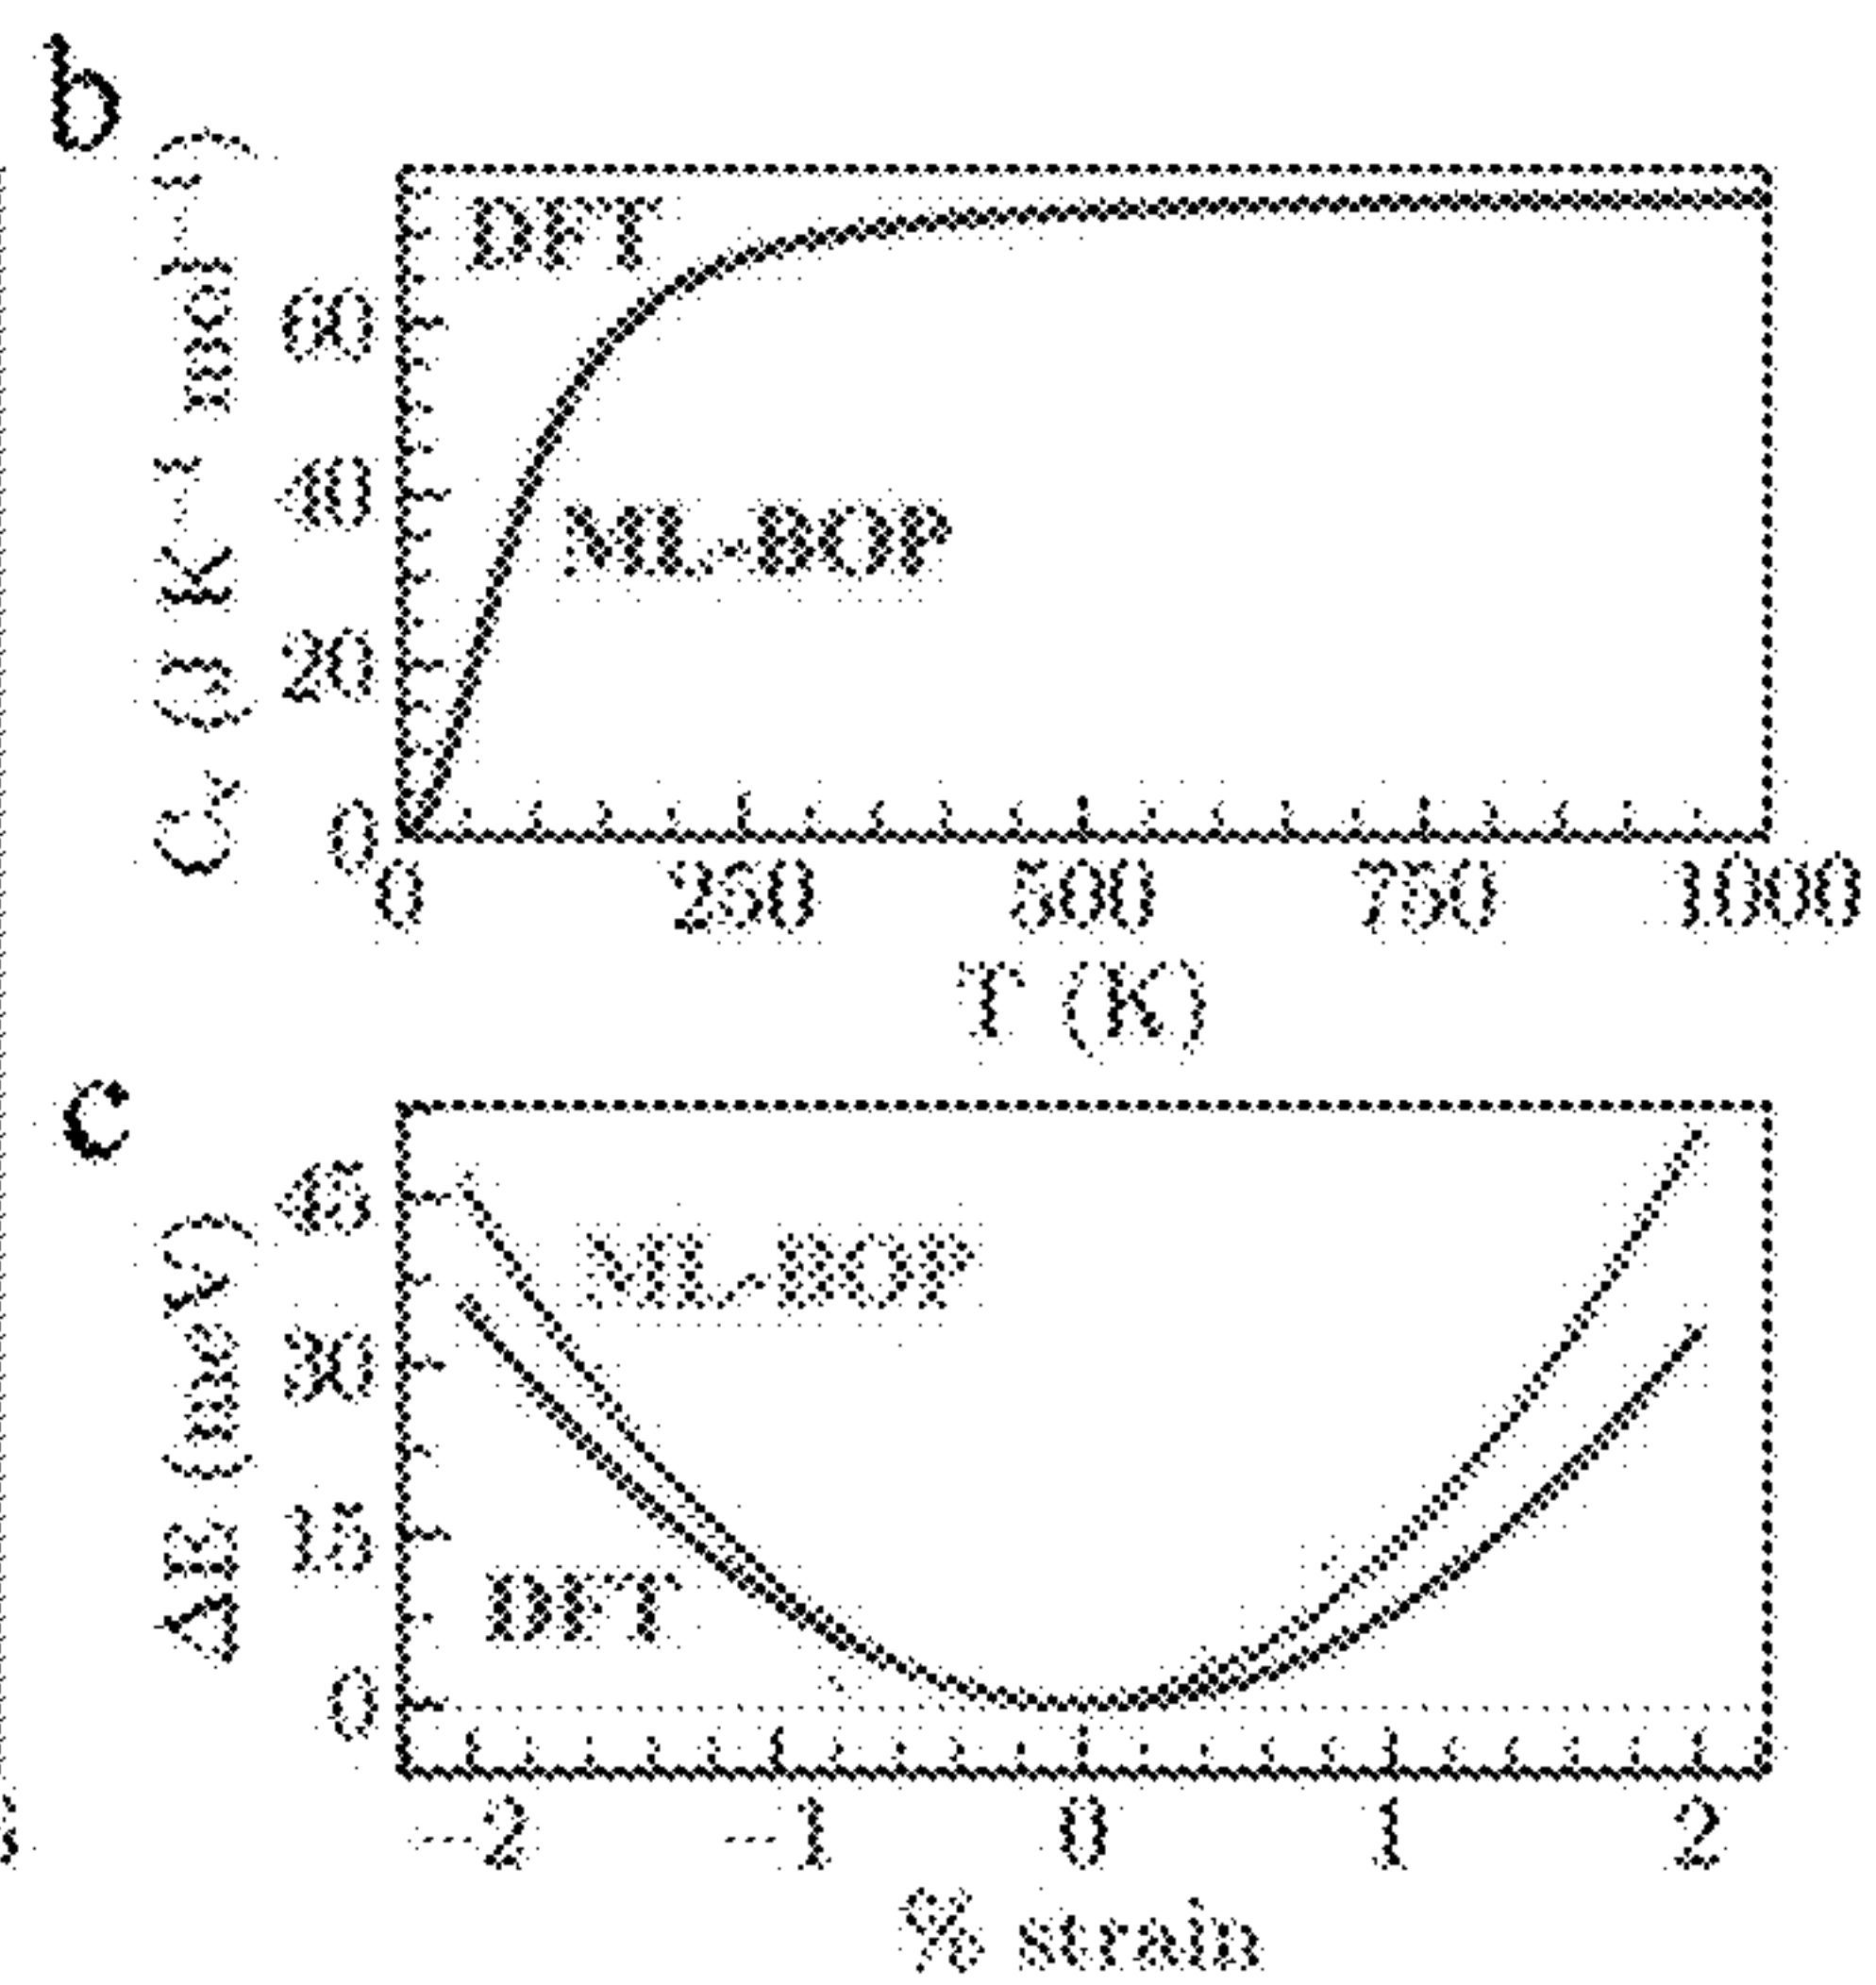 b
Cv (J K⁻¹ mol⁻¹)
60
40
20
0
DFT
ML-BOP
0 250 500 750 1000
T (K)
c
ΔE (meV)
45
30
15
0
ML-BOP
DFT
-2 -1 0 1 2
% strain